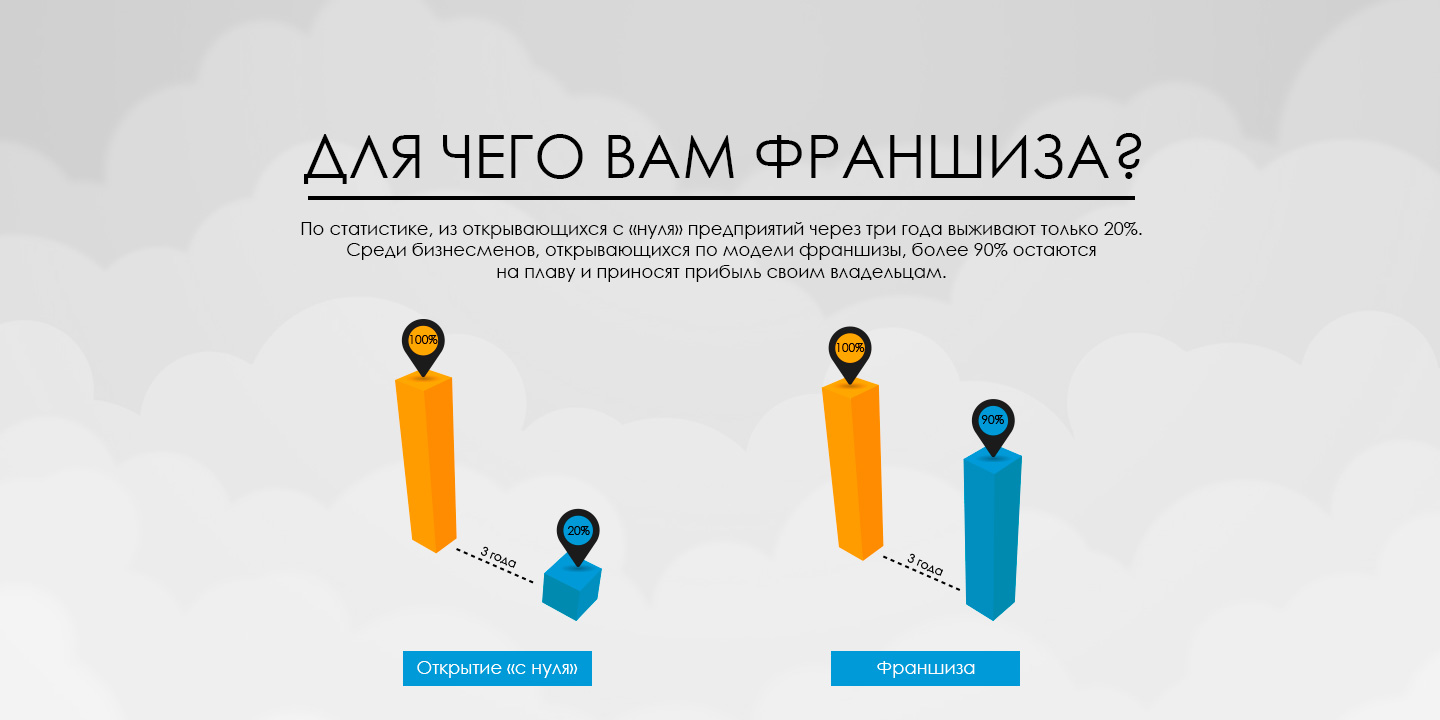 ДЛЯ ЧЕГО ВАМ ФРАНШИЗА?
По статистике, из открывающихся с «нуля» предприятий через три года выживают только 20%.
Среди бизнесменов, открывающихся по модели франшизы, более 90% остаются
на плаву и приносят прибыль своим владельцам.
100%
20%
3 года
Открытие «с нуля»
100%
90%
3 года
Франшиза